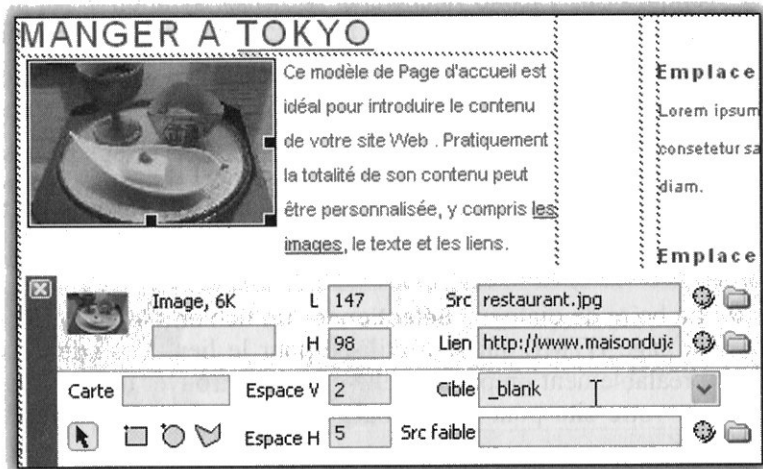 MANGER A TOKYO
Ce modèle de Page d'accueil est
idéal pour introduire le contenu
de votre site Web . Pratiquement
la totalité de son contenu peut
être personnalisée, y compris les
images, le texte et les liens.
Emplace
Lorem ipsum
consetetur sa
diam.
Emplace
Image, 6K
L 147
Src restaurant.jpg
H 98
Lien http://www.maisonduja
Carte
Espace V 2
Cible _blank
Espace H 5
Src faible